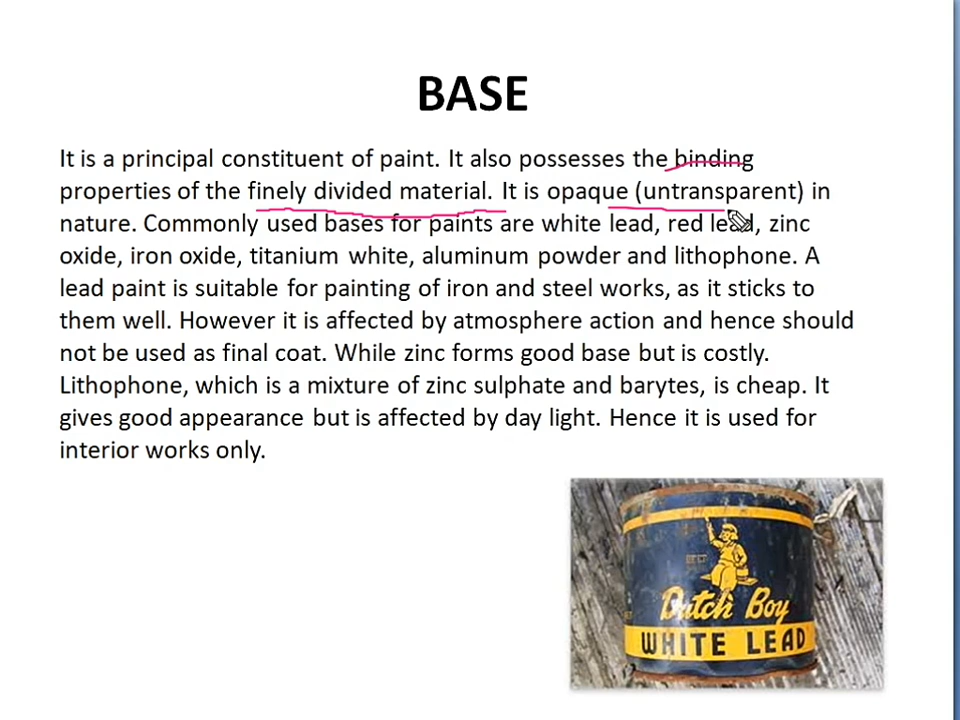 BASE
It is a principal constituent of paint. It also possesses the binding
properties of the finely divided material. It is opaque (untransparent) in
nature. Commonly used bases for paints are white lead, red lead, zinc
oxide, iron oxide, titanium white, aluminum powder and lithophone. A
lead paint is suitable for painting of iron and steel works, as it sticks to
them well. However it is affected by atmosphere action and hence should
not be used as final coat. While zinc forms good base but is costly.
Lithophone, which is a mixture of zinc sulphate and barytes, is cheap. It
gives good appearance but is affected by day light. Hence it is used for
interior works only.
Dutch Boy
WHITE LEAD